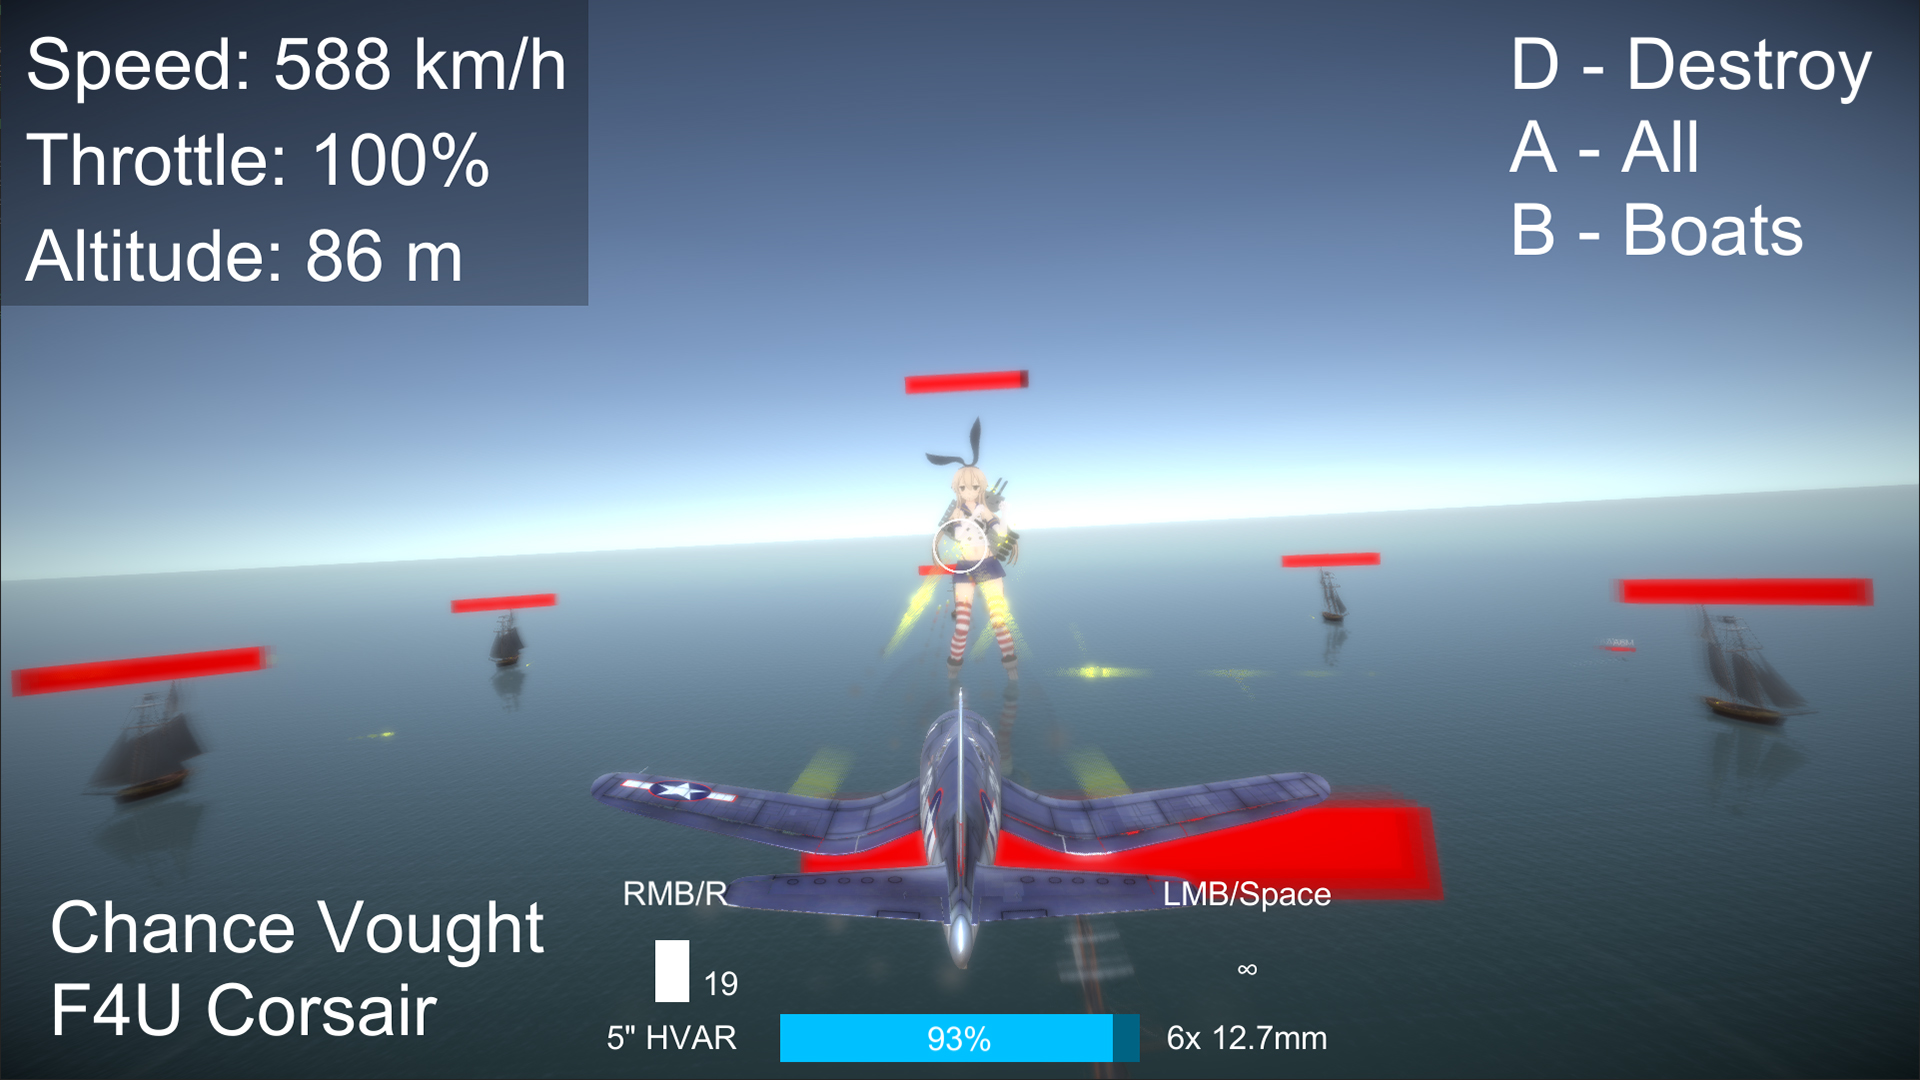 Speed: 588 km/h
Throttle: 100%
Altitude: 86 m
D - Destroy
A - All
B - Boats
Chance Vought
F4U Corsair
RMB/R
19
5" HVAR
93%
LMB/Space
∞
6x 12.7mm